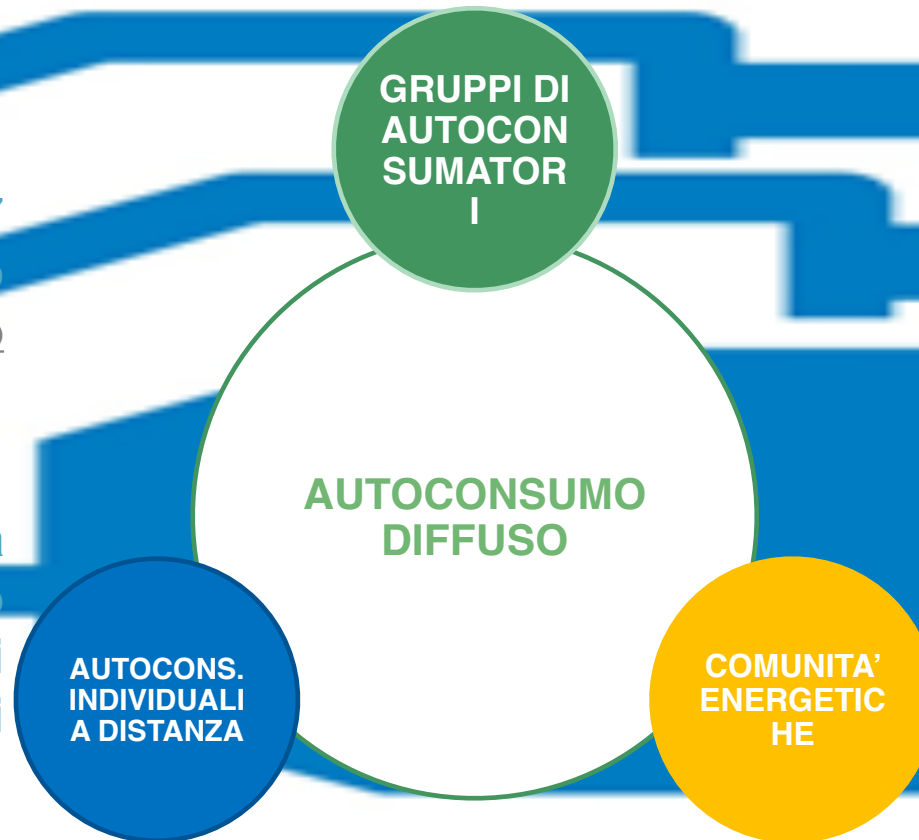 GRUPPI DI
AUTOCON
SUMATOR
I
AUTOCONSUMO
DIFFUSO
AUTOCONS.
INDIVIDUALI
A DISTANZA
COMUNITA’
ENERGETIC
HE